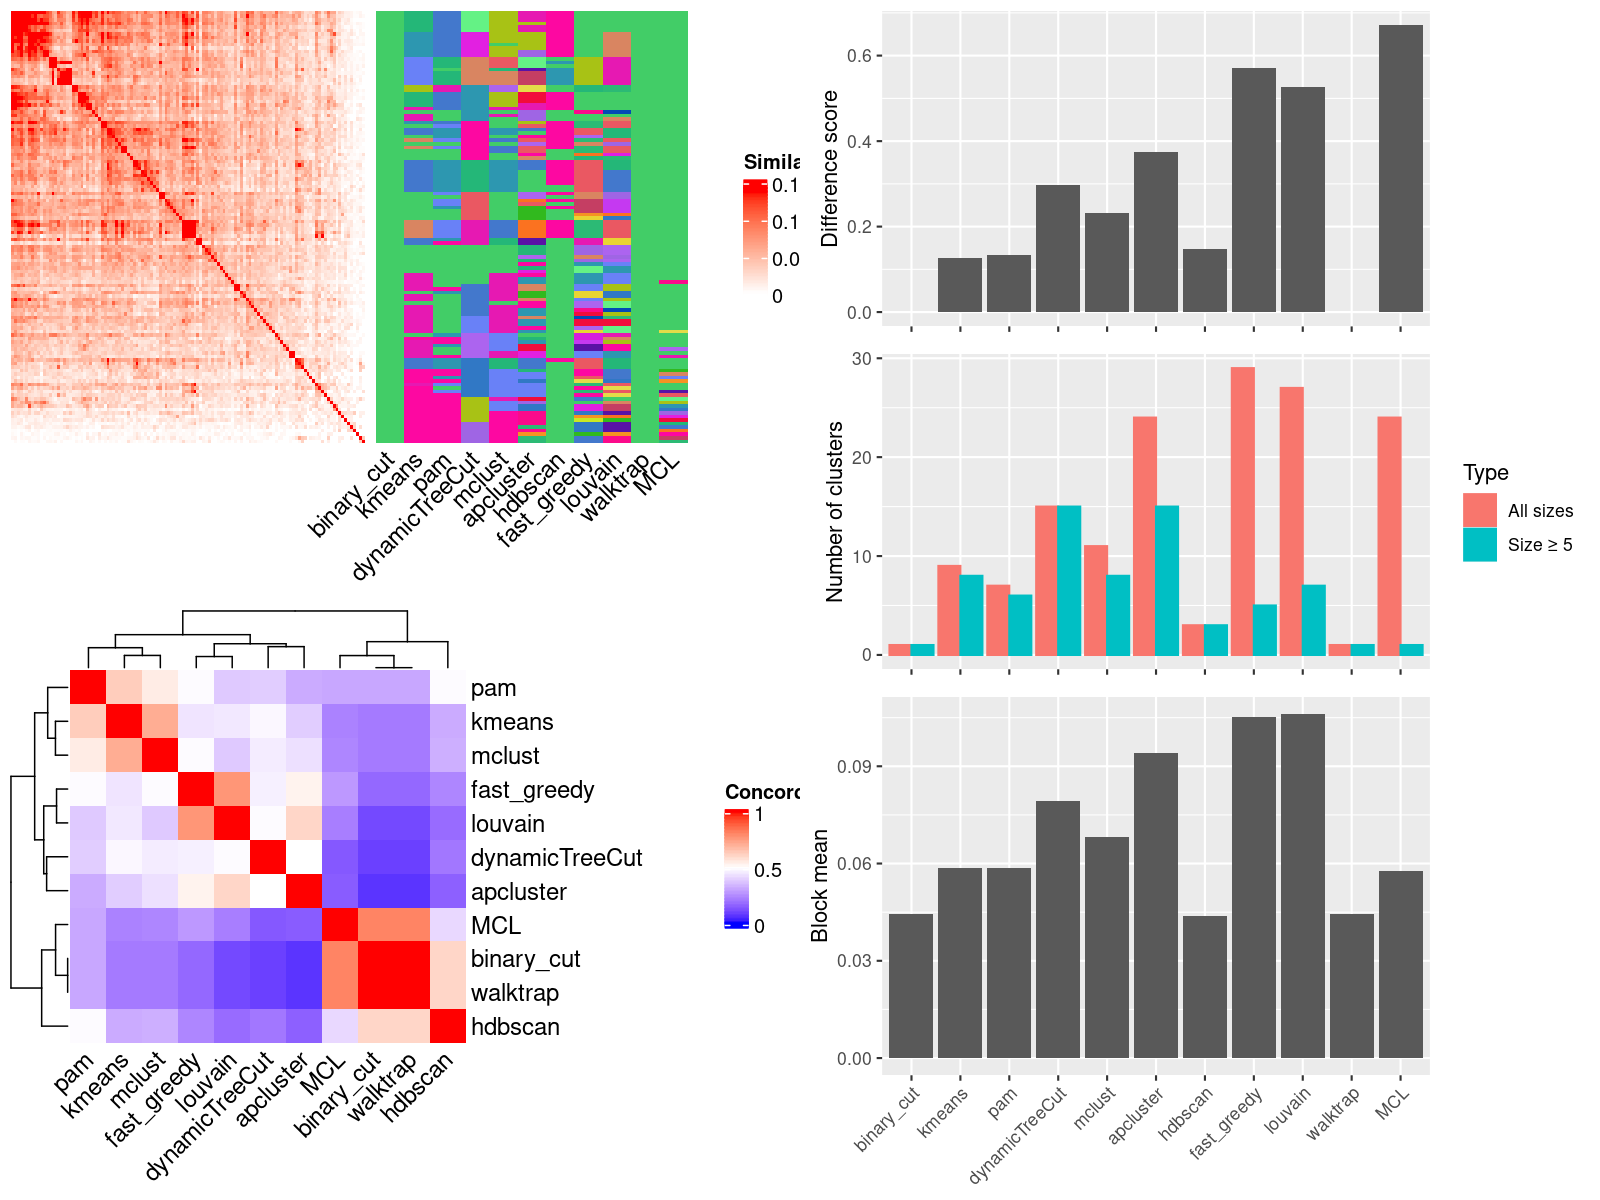 Simila
0.1
0.1
0.0
0
binary_cut
kmeans
pam
dynamicTreeCut
mclust
apcluster
hdbscan
fast_greedy
louvain
walktrap
MCL
pam
kmeans
mclust
fast_greedy
louvain
dynamicTreeCut
apcluster
MCL
binary_cut
walktrap
hdbscan
pam
kmeans
mclust
fast_greedy
louvain
dynamicTreeCut
apcluster
MCL
binary_cut
walktrap
hdbscan
Concord
1
0.5
0
Difference score
0.6
0.4
0.2
0.0
Number of clusters
30
20
10
0
Type
All sizes
Size ≥ 5
Block mean
0.09
0.06
0.03
0.00
binary_cut
kmeans
pam
dynamicTreeCut
mclust
apcluster
hdbscan
fast_greedy
louvain
walktrap
MCL